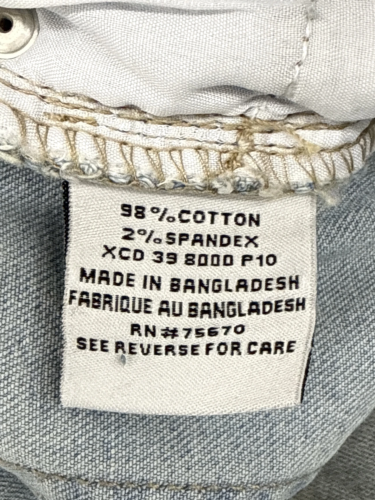 98%COTTON
2%SPANDEX
XCD 39 8000 P10
MADE IN BANGLADESH
FABRIQUE AU BANGLADESH
RN#75670
SEE REVERSE FOR CARE